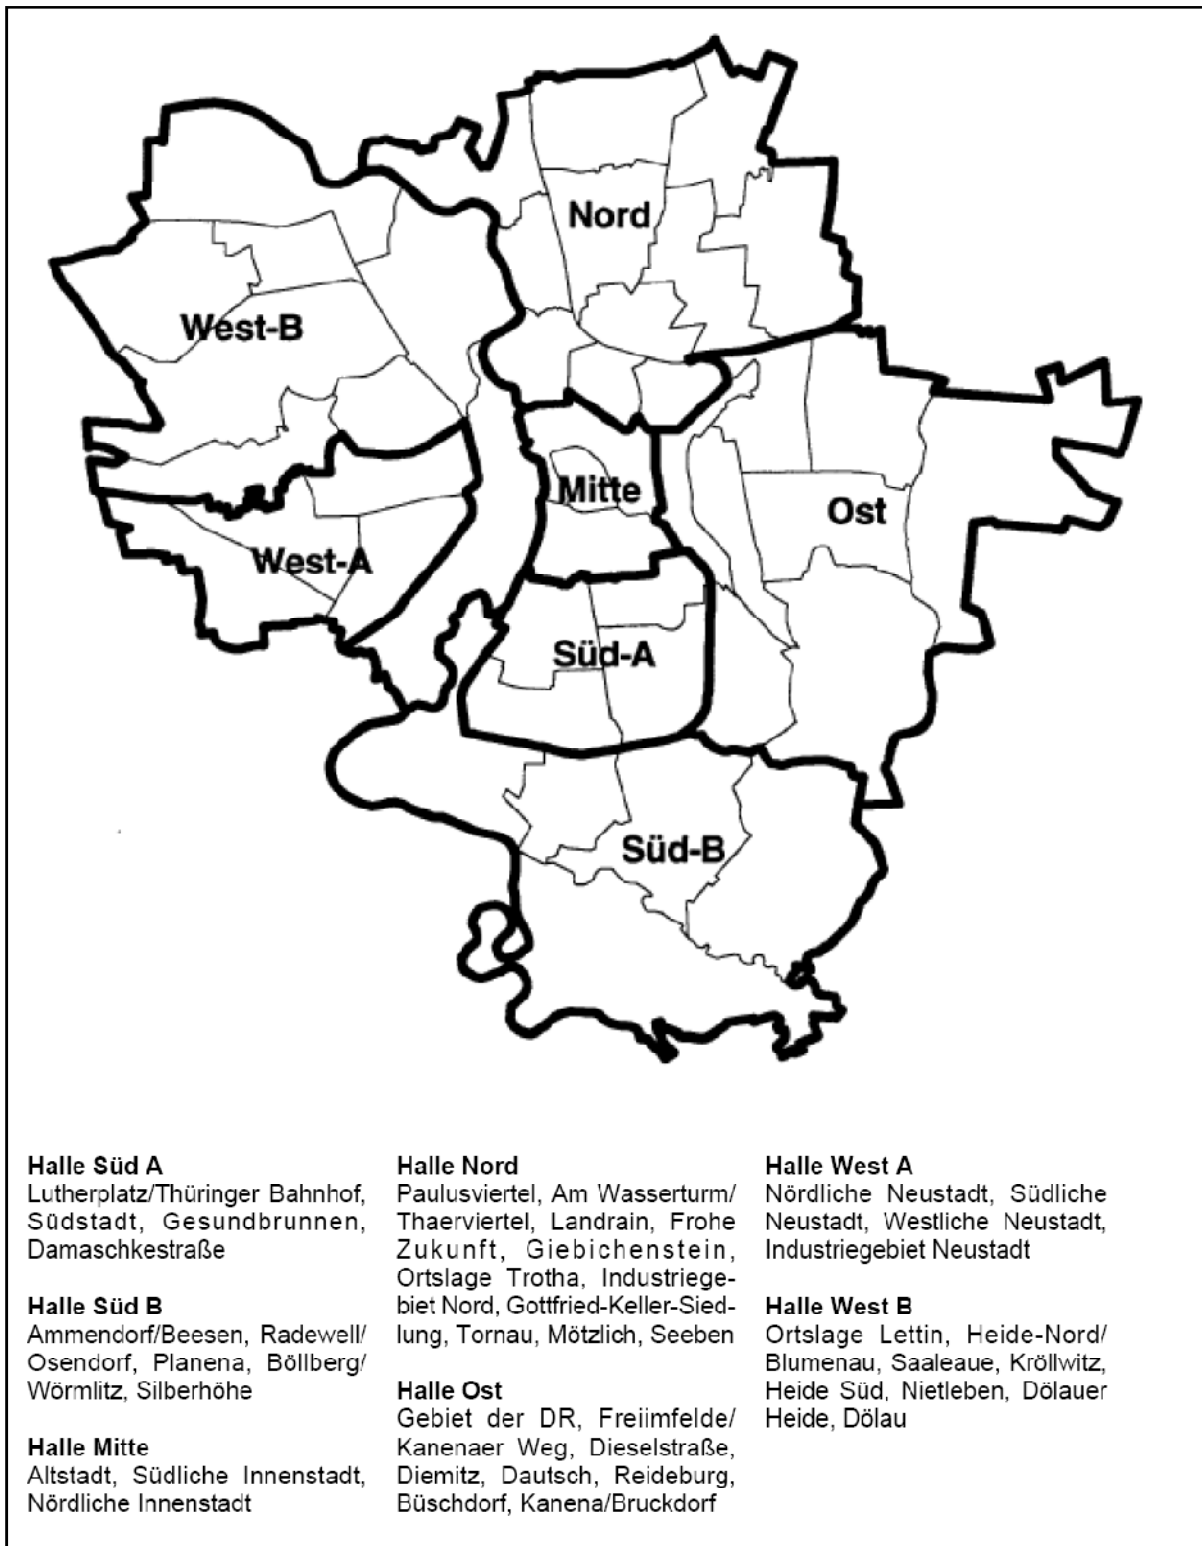 Nord
West-B
Mitte
Ost
West-A
Süd-A
Süd-B
Halle Süd A
Lutherplatz/Thüringer Bahnhof,
Südstadt, Gesundbrunnen,
Damaschkestraße
Halle Süd B
Ammendorf/Beesen, Radewell/
Osendorf, Planena, Böllberg/
Wörmlitz, Silberhöhe
Halle Mitte
Altstadt, Südliche Innenstadt,
Nördliche Innenstadt
Halle Nord
Paulusviertel, Am Wasserturm/
Thaerviertel, Landrain, Frohe
Zukunft, Giebichenstein,
Ortslage Trotha, Industriege-
biet Nord, Gottfried-Keller-Sied-
lung, Tornau, Mötzlich, Seeben
Halle Ost
Gebiet der DR, Freiimfelde/
Kanenaer Weg, Dieselstraße,
Diemitz, Dautsch, Reideburg,
Büschdorf, Kanena/Bruckdorf
Halle West A
Nördliche Neustadt, Südliche
Neustadt, Westliche Neustadt,
Industriegebiet Neustadt
Halle West B
Ortslage Lettin, Heide-Nord/
Blumenau, Saaleaue, Kröllwitz,
Heide Süd, Nietleben, Dölauer
Heide, Dölau